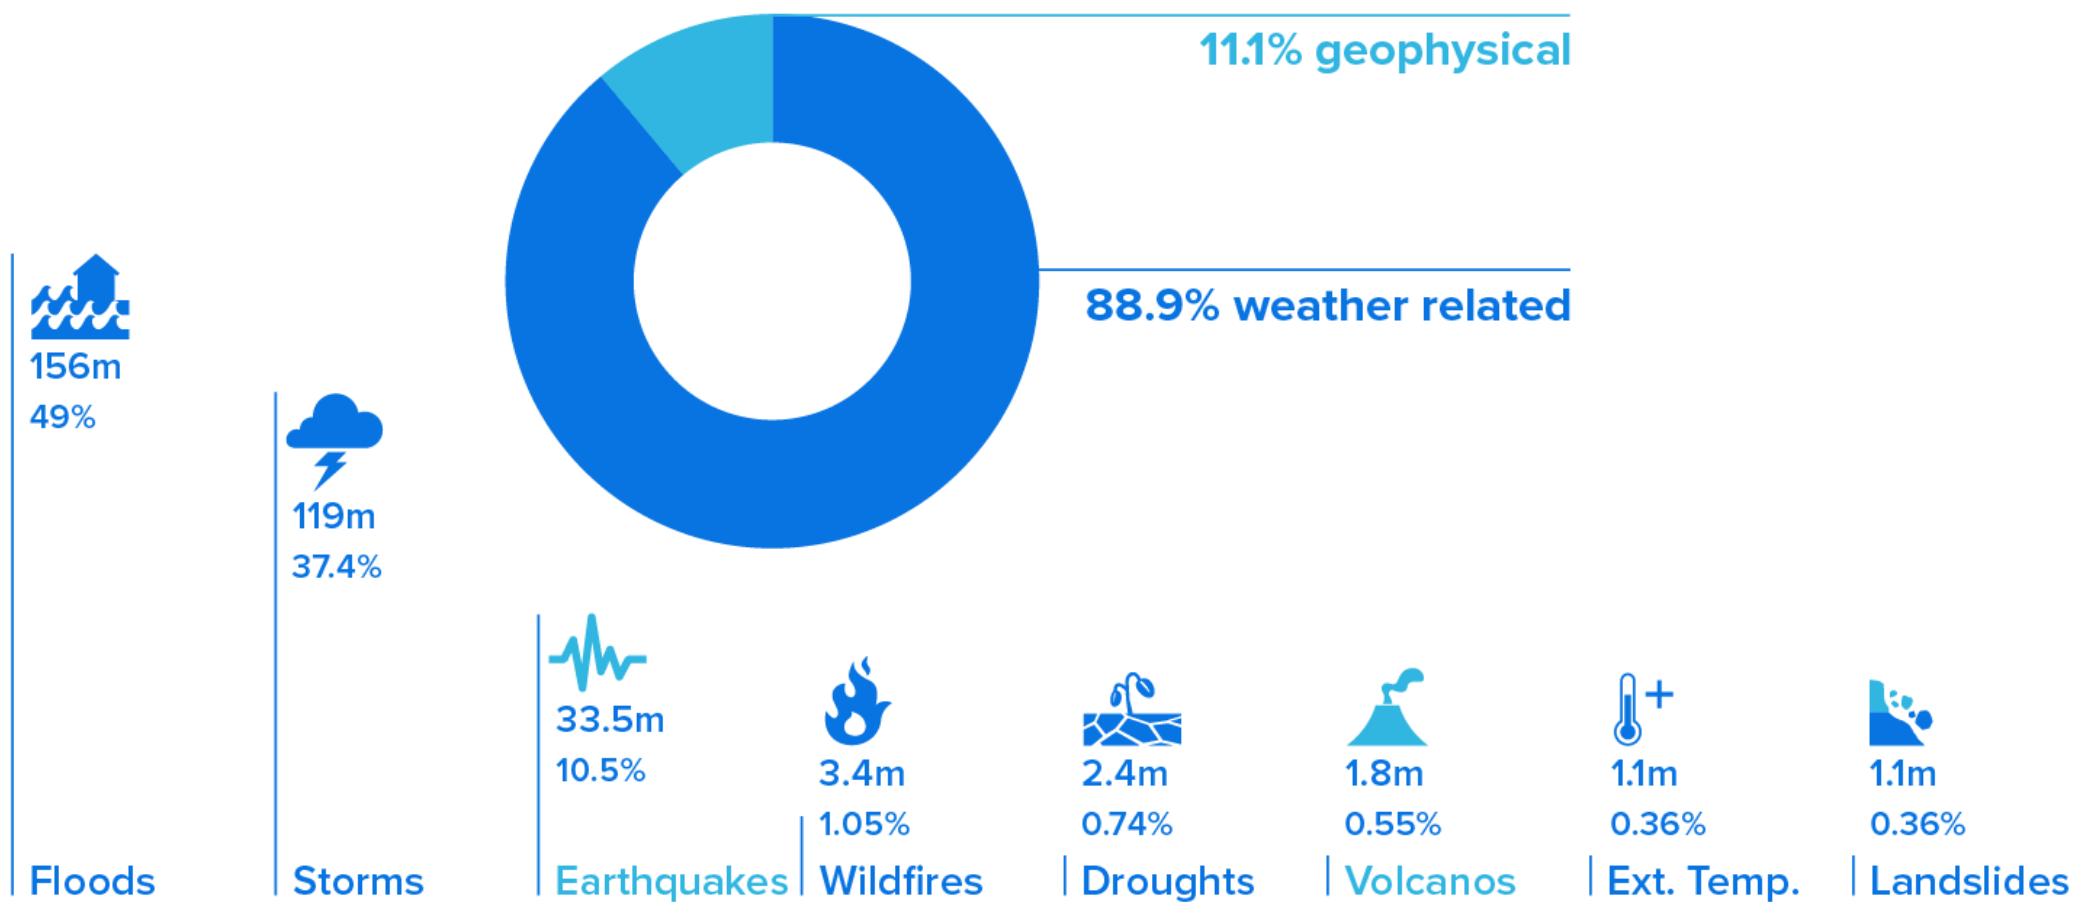 11.1% geophysical
88.9% weather related
156m
49%
Floods
119m
37.4%
Storms
33.5m
10.5%
Earthquakes
3.4m
1.05%
Wildfires
2.4m
0.74%
Droughts
1.8m
0.55%
Volcanos
1.1m
0.36%
Ext. Temp.
1.1m
0.36%
Landslides